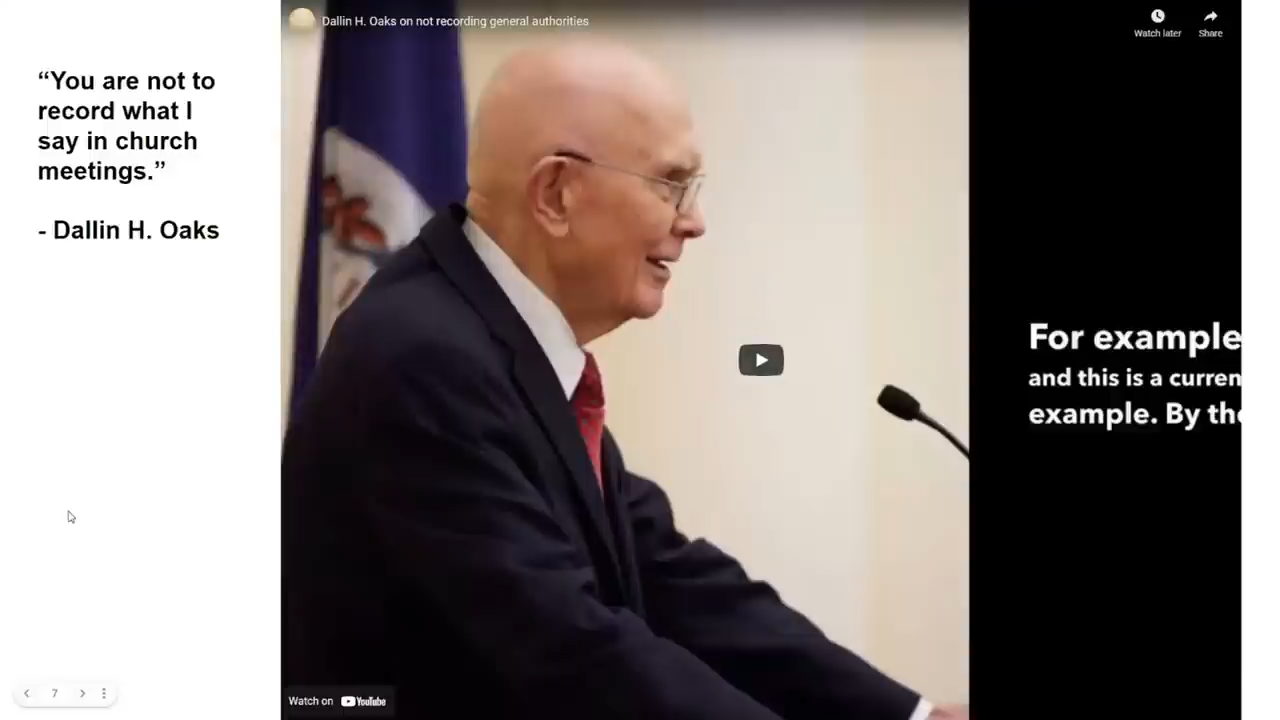 “You are not to
record what I
say in church
meetings.”
- Dallin H. Oaks
Dallin H. Oaks on not recording general authorities
Watch later
Share
For example
and this is a curren
example. By the
Watch on YouTube
7